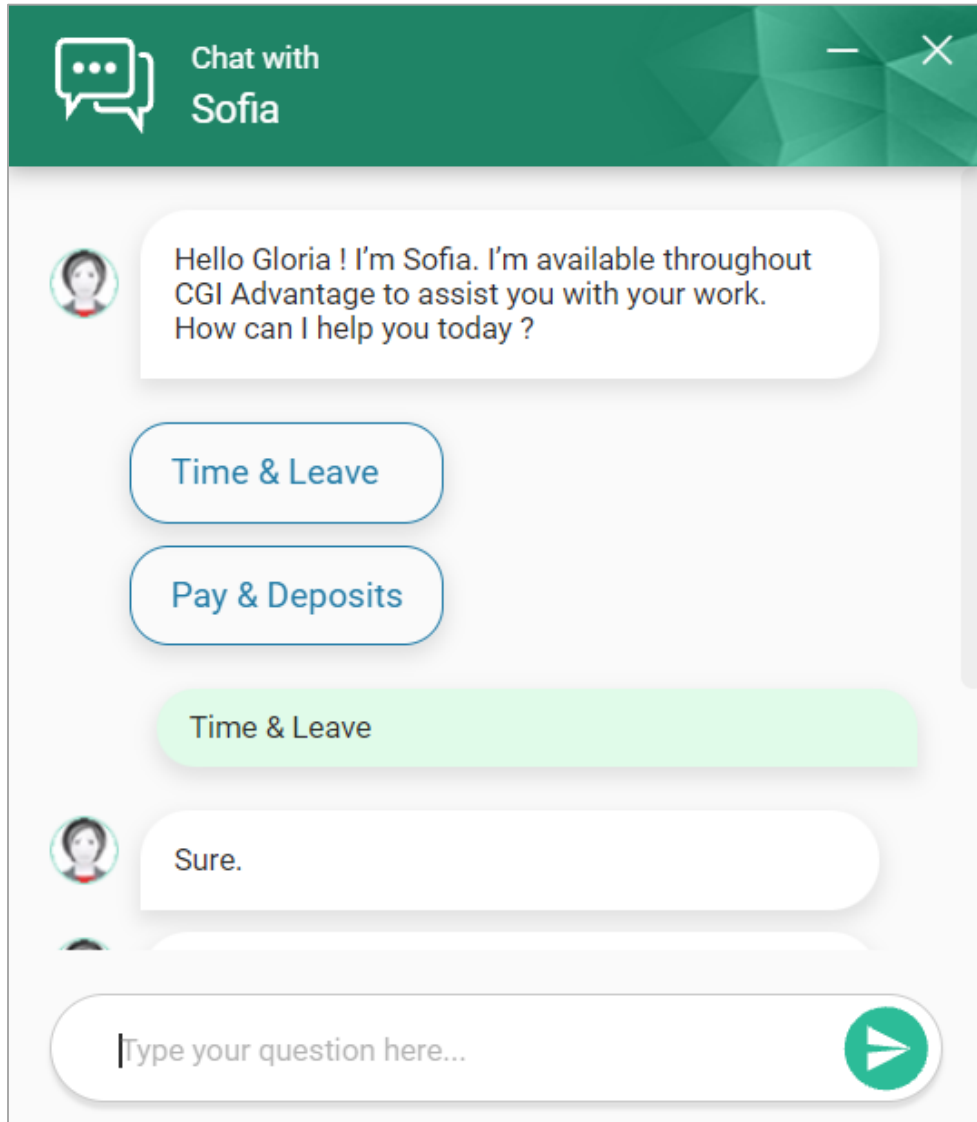 Chat with
Sofia
Hello Gloria ! I’m Sofia. I’m available throughout
CGI Advantage to assist you with your work.
How can I help you today ?
Time & Leave
Pay & Deposits
Time & Leave
Sure.
Type your question here...